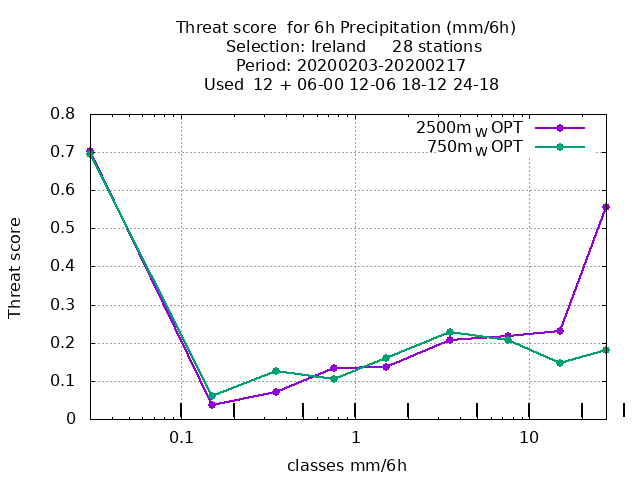 Threat score  for 6h Precipitation (mm/6h)
Selection: Ireland     28 stations
Period: 20200203-20200217
Used  12 + 06-00 12-06 18-12 24-18
2500m_W OPT
750m_W OPT
0.8
0.7
0.6
0.5
0.4
0.3
0.2
0.1
0
Threat score
0.1 1 10
classes mm/6h